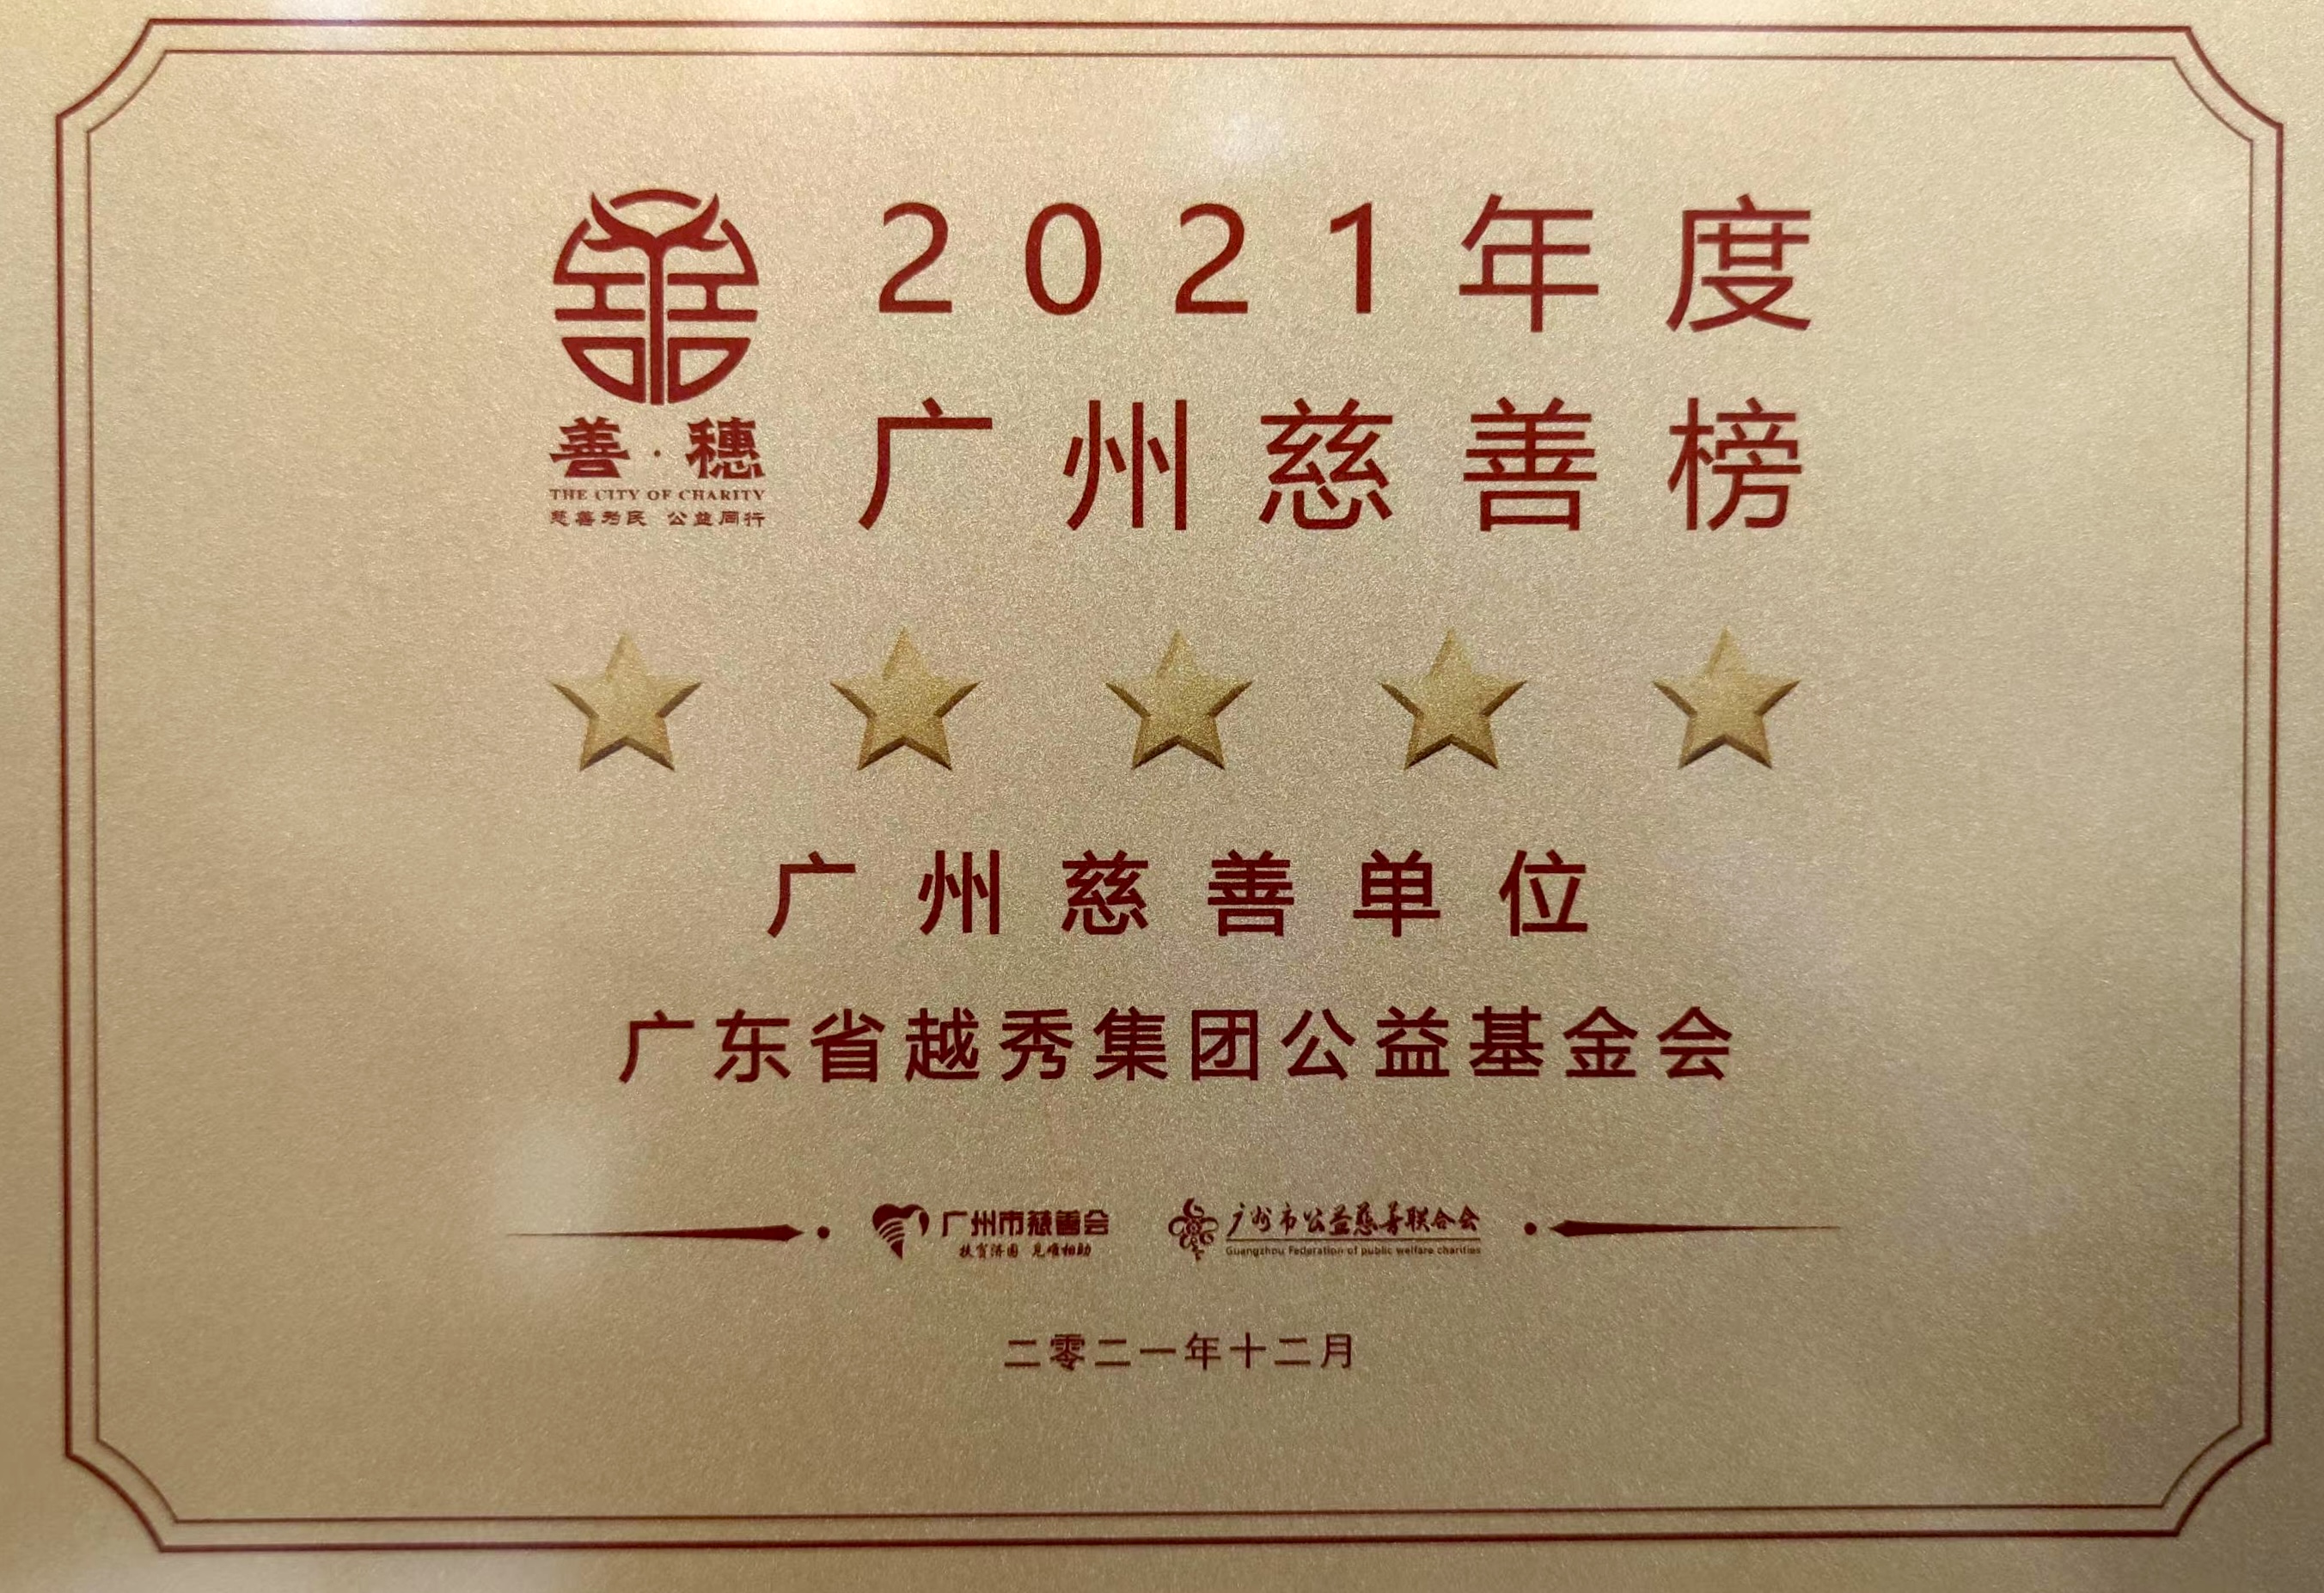 2021年度
广州慈善榜
善·穗
THE CITY OF CHARITY
慈善为民 公益同行
广州慈善单位
广东省越秀集团公益基金会
广州市慈善会
扶贫济困 见难相助
广州市公益慈善联合会
Guangzhou Federation of public welfare charities
二零二一年十二月